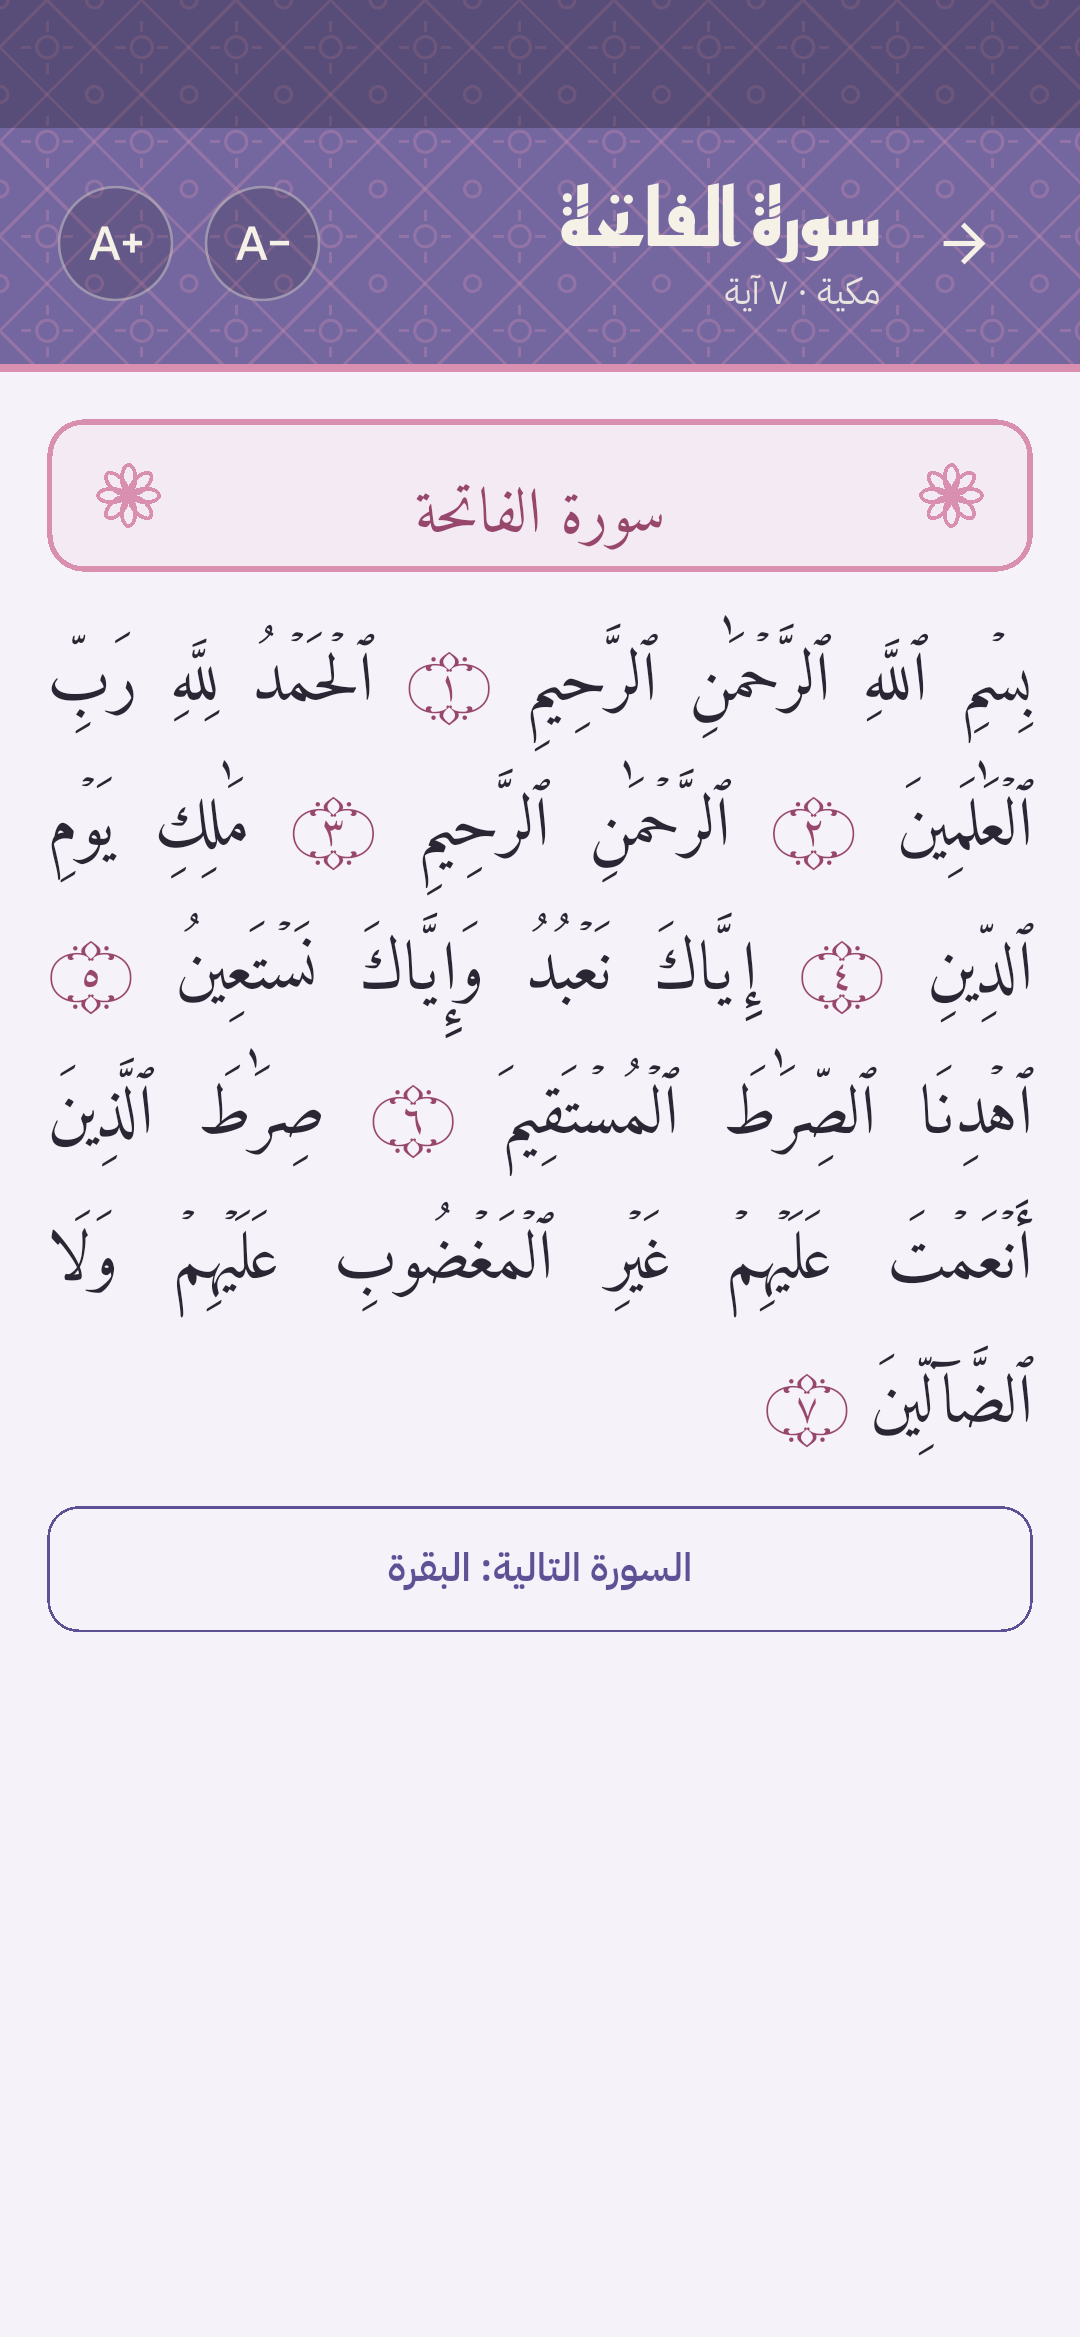 سورة الفاتحة
مكية · ٧ آية
A-
A+
سورة الفاتحة
بِسۡمِ ٱللَّهِ ٱلرَّحۡمَٰنِ ٱلرَّحِيمِ ١ ٱلۡحَمۡدُ لِلَّهِ رَبِّ
ٱلۡعَٰلَمِينَ ٢ ٱلرَّحۡمَٰنِ ٱلرَّحِيمِ ٣ مَٰلِكِ يَوۡمِ
ٱلدِّينِ ٤ إِيَّاكَ نَعۡبُدُ وَإِيَّاكَ نَسۡتَعِينُ ٥
ٱهۡدِنَا ٱلصِّرَٰطَ ٱلۡمُسۡتَقِيمَ ٦ صِرَٰطَ ٱلَّذِينَ
أَنۡعَمۡتَ عَلَيۡهِمۡ غَيۡرِ ٱلۡمَغۡضُوبِ عَلَيۡهِمۡ وَلَا
ٱلضَّآلِّينَ ٧
السورة التالية: البقرة